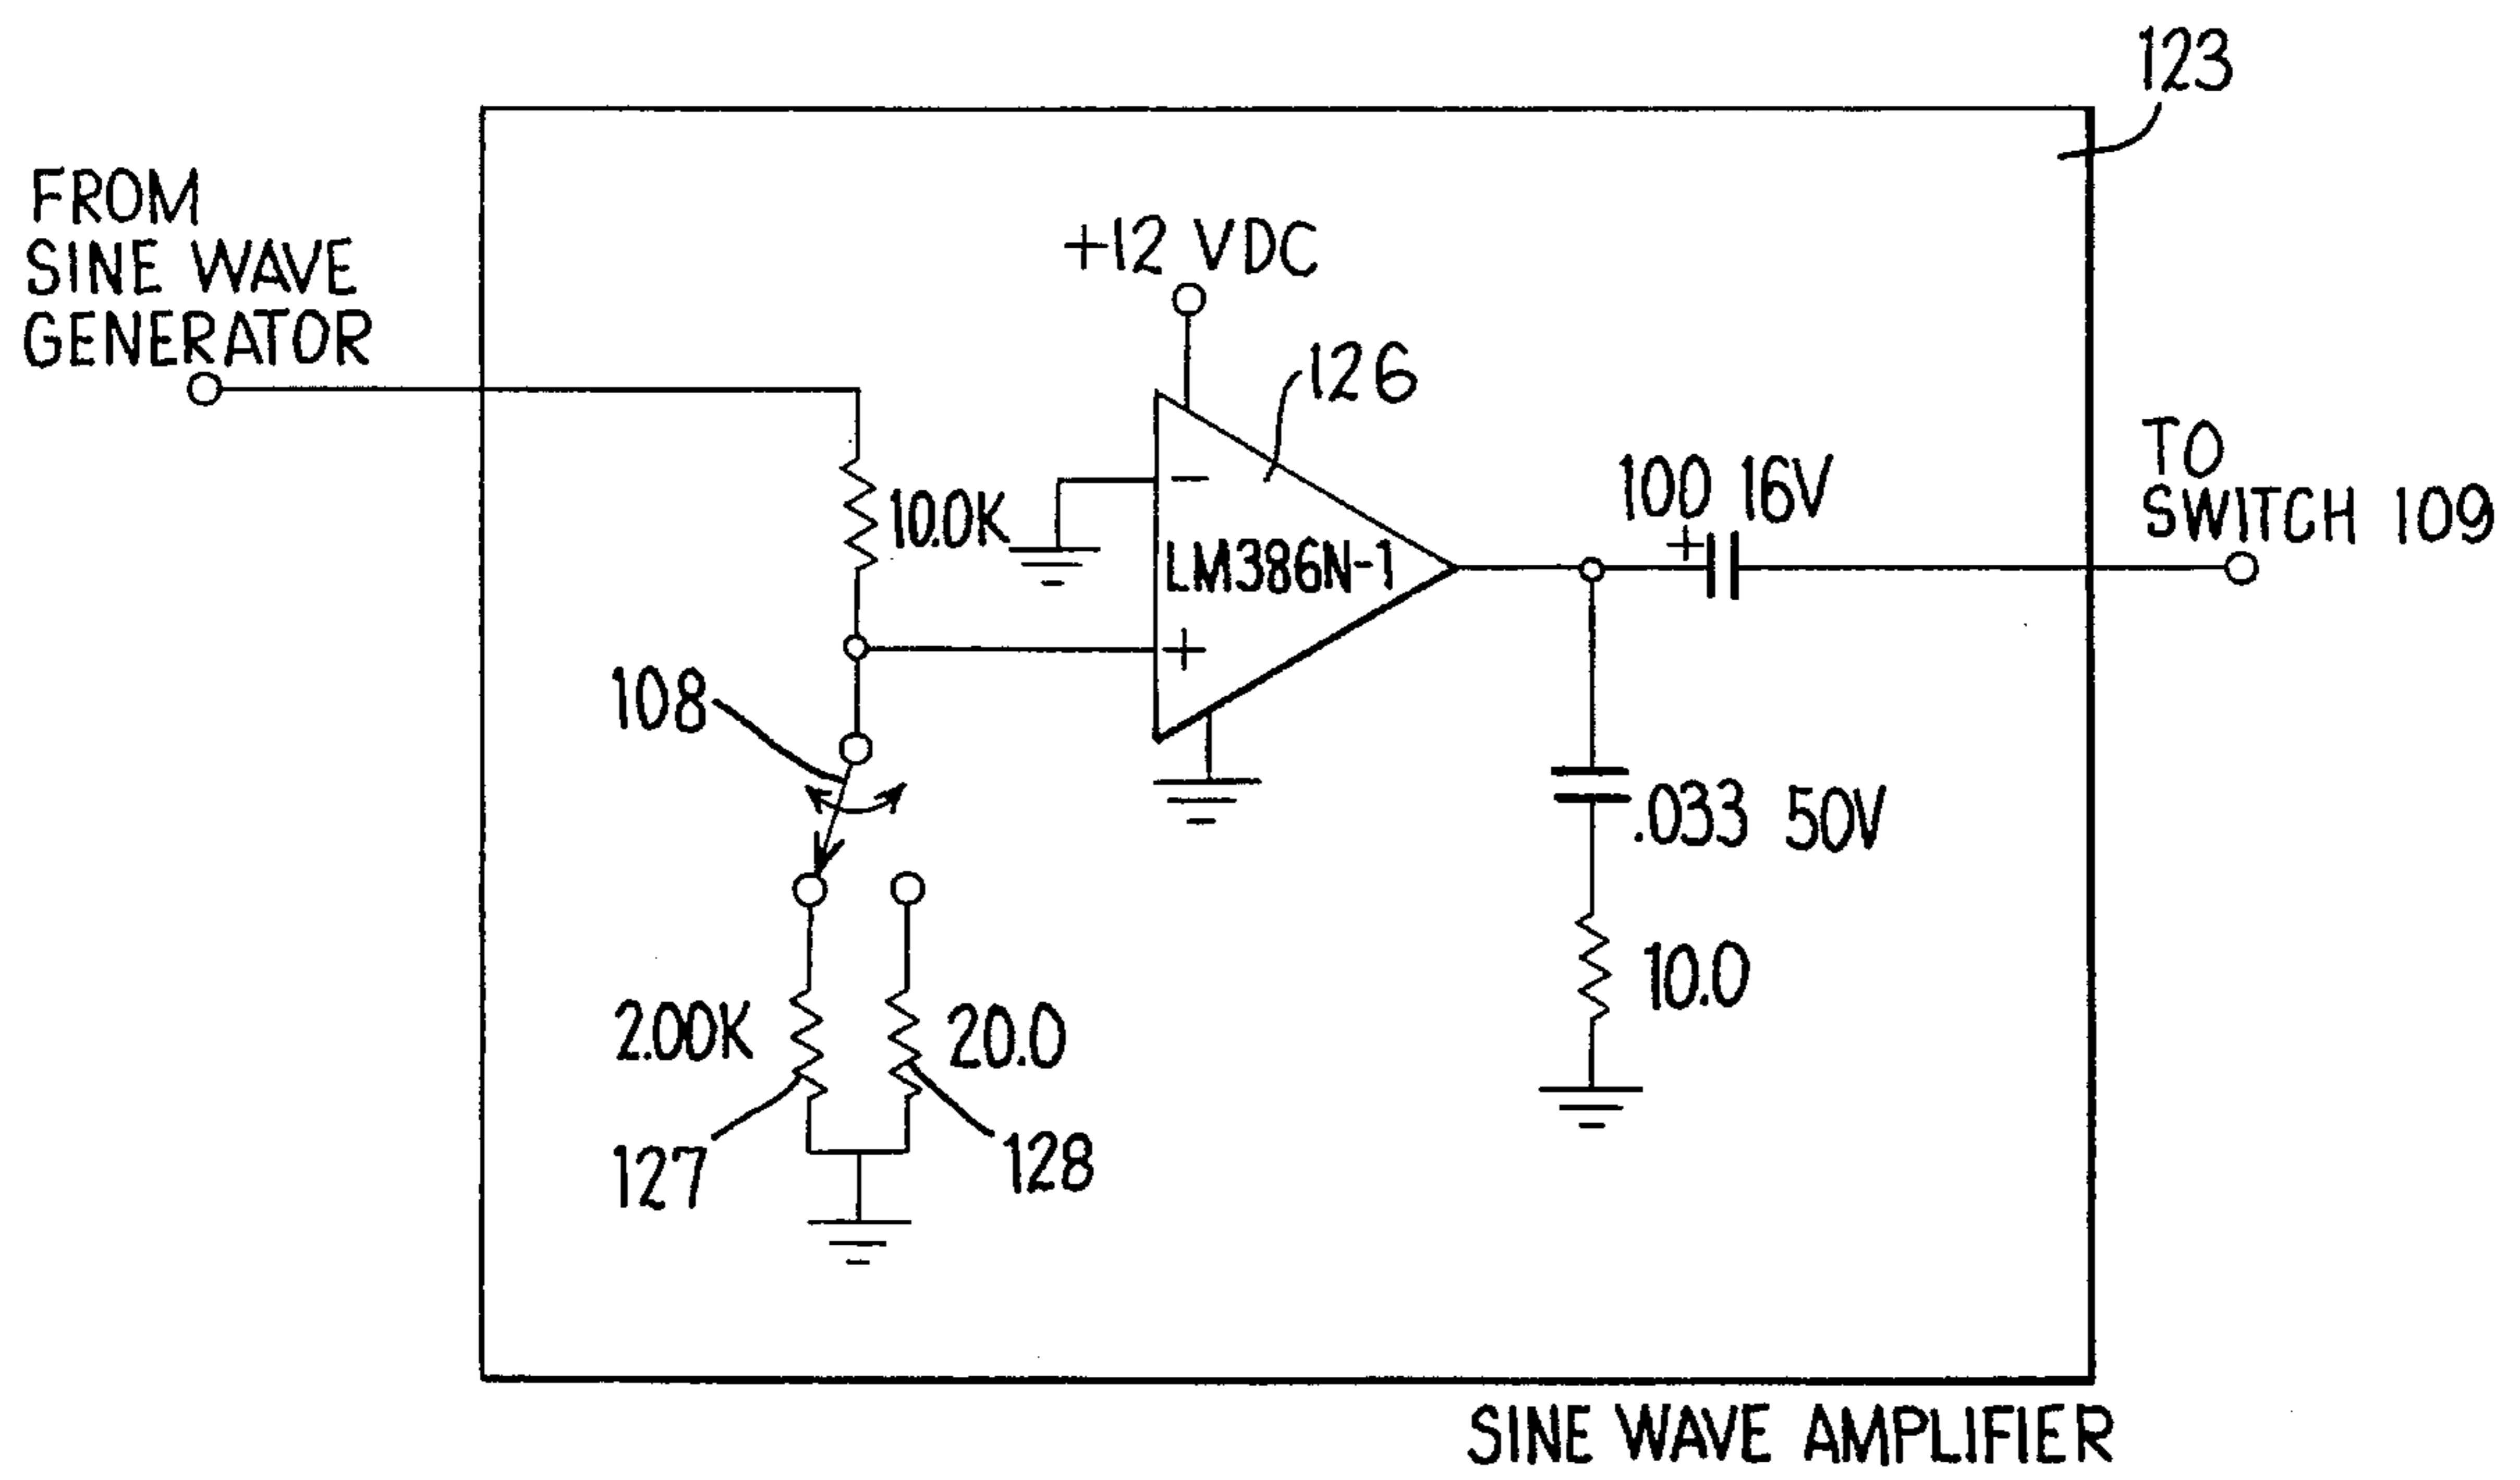 123
FROM
SINE WAVE
GENERATOR
+12 VDC
126
10.0K
−
LM386N-1
+
100 16V
+
TO
SWITCH 109
108
.033 50V
2.00K
20.0
10.0
127
128
SINE WAVE AMPLIFIER